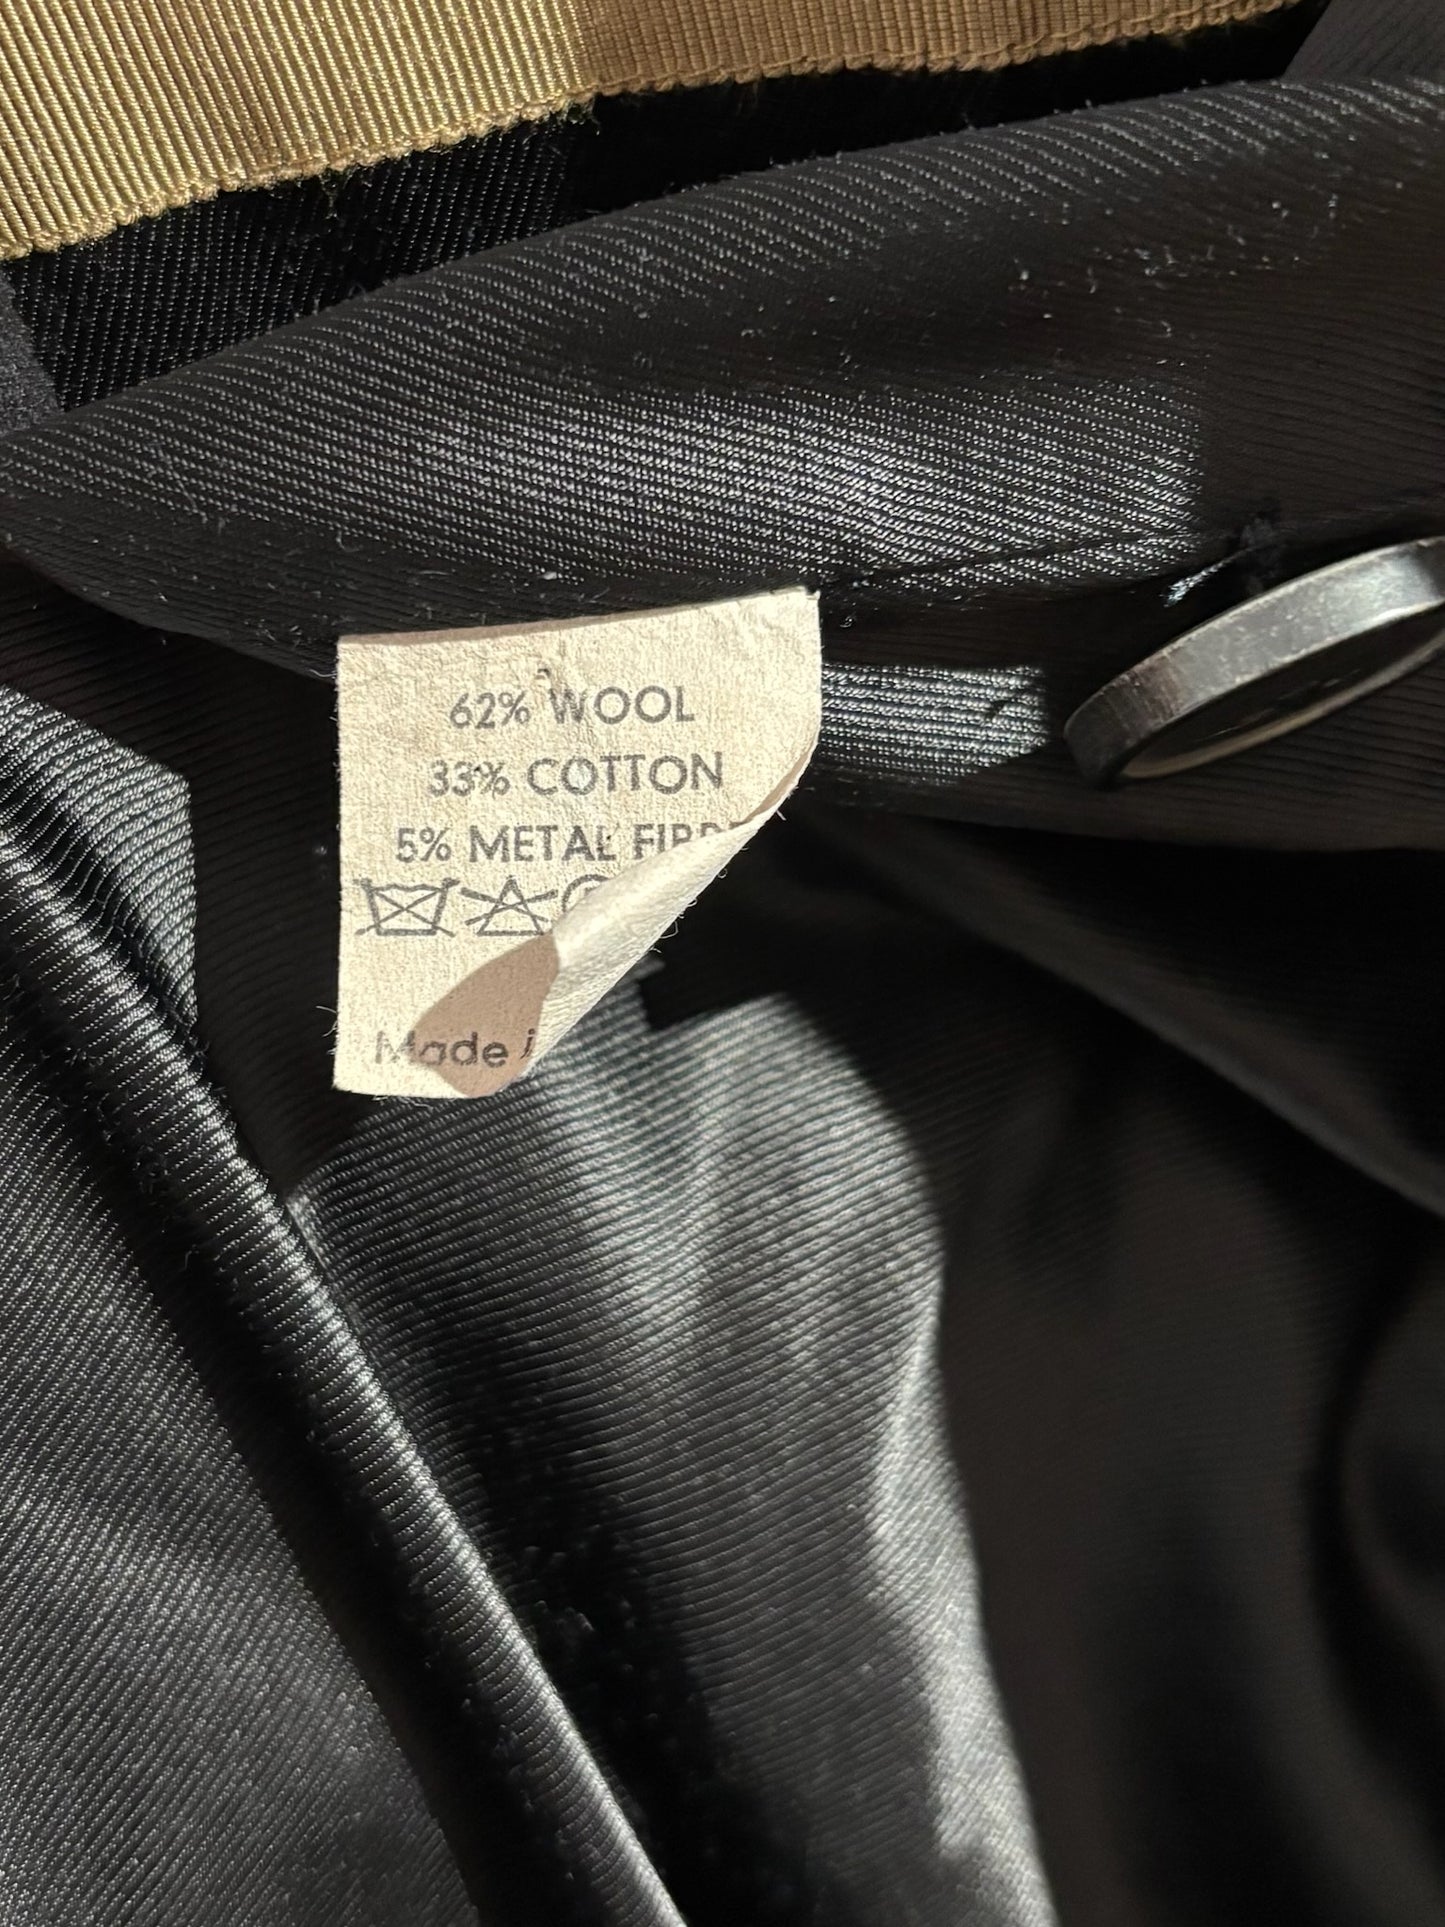 62% WOOL
33% COTTON
5% METAL
Made